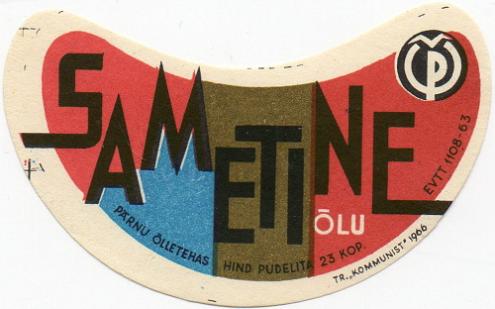 SAMETINE
ÕLU
PÄRNU ÕLLETEHAS
HIND PUDELITA 23 KOP.
EVTT 1108-63
TR. „KOMMUNIST" 1966